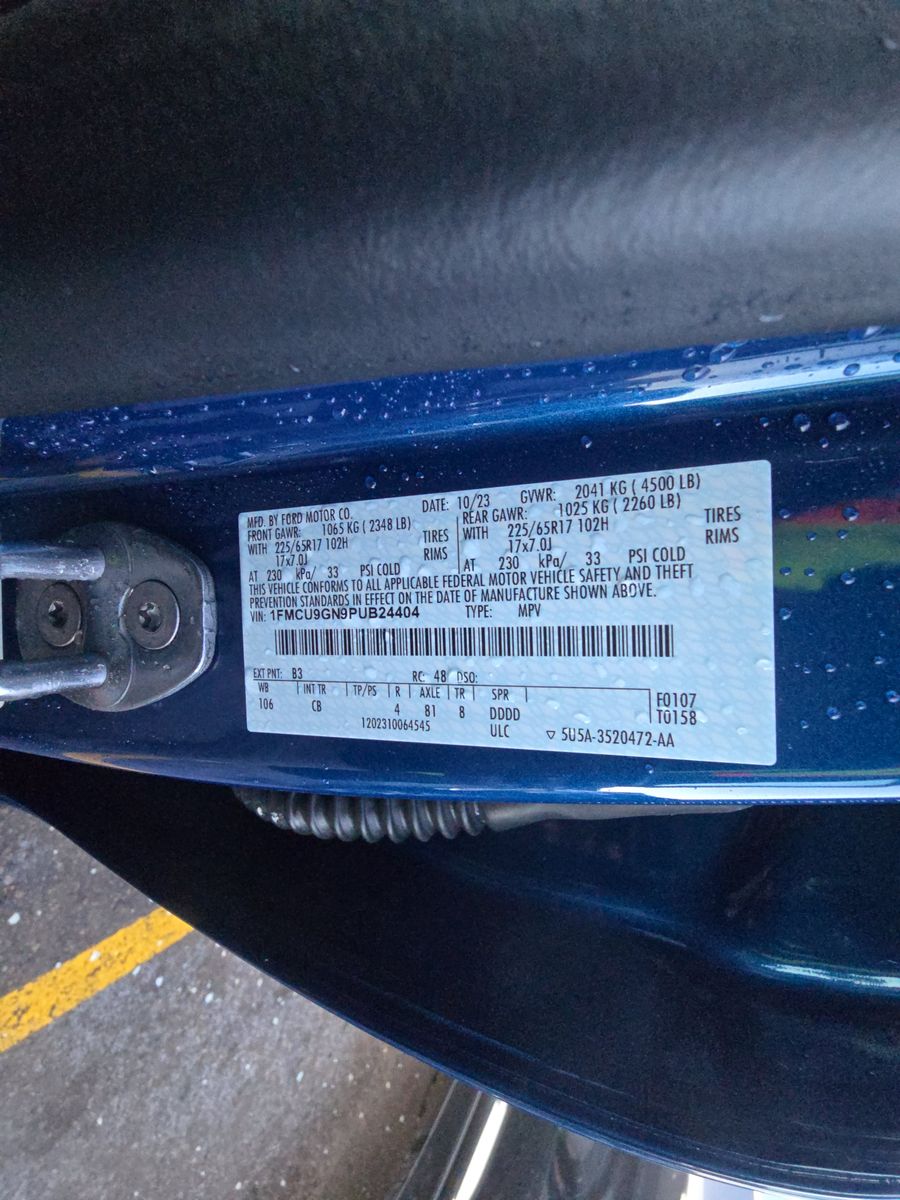 MFD. BY FORD MOTOR CO. DATE: 10/23 GVWR: 2041 KG ( 4500 LB)
FRONT GAWR: 1065 KG ( 2348 LB) REAR GAWR: 1025 KG ( 2260 LB)
WITH 225/65R17 102H TIRES WITH 225/65R17 102H TIRES
17x7.0J RIMS 17x7.0J RIMS
AT 230 kPa/ 33 PSI COLD AT 230 kPa/ 33 PSI COLD
THIS VEHICLE CONFORMS TO ALL APPLICABLE FEDERAL MOTOR VEHICLE SAFETY AND THEFT
PREVENTION STANDARDS IN EFFECT ON THE DATE OF MANUFACTURE SHOWN ABOVE.
VIN: 1FMCU9GN9PUB24404 TYPE: MPV
EXT PNT: B3 RC: 48 DSO:
WB INT TR TP/PS R AXLE TR SPR F0107
106 CB 4 81 8 DDDD T0158
1202310064545 ULC ▽ 5U5A-3520472-AA